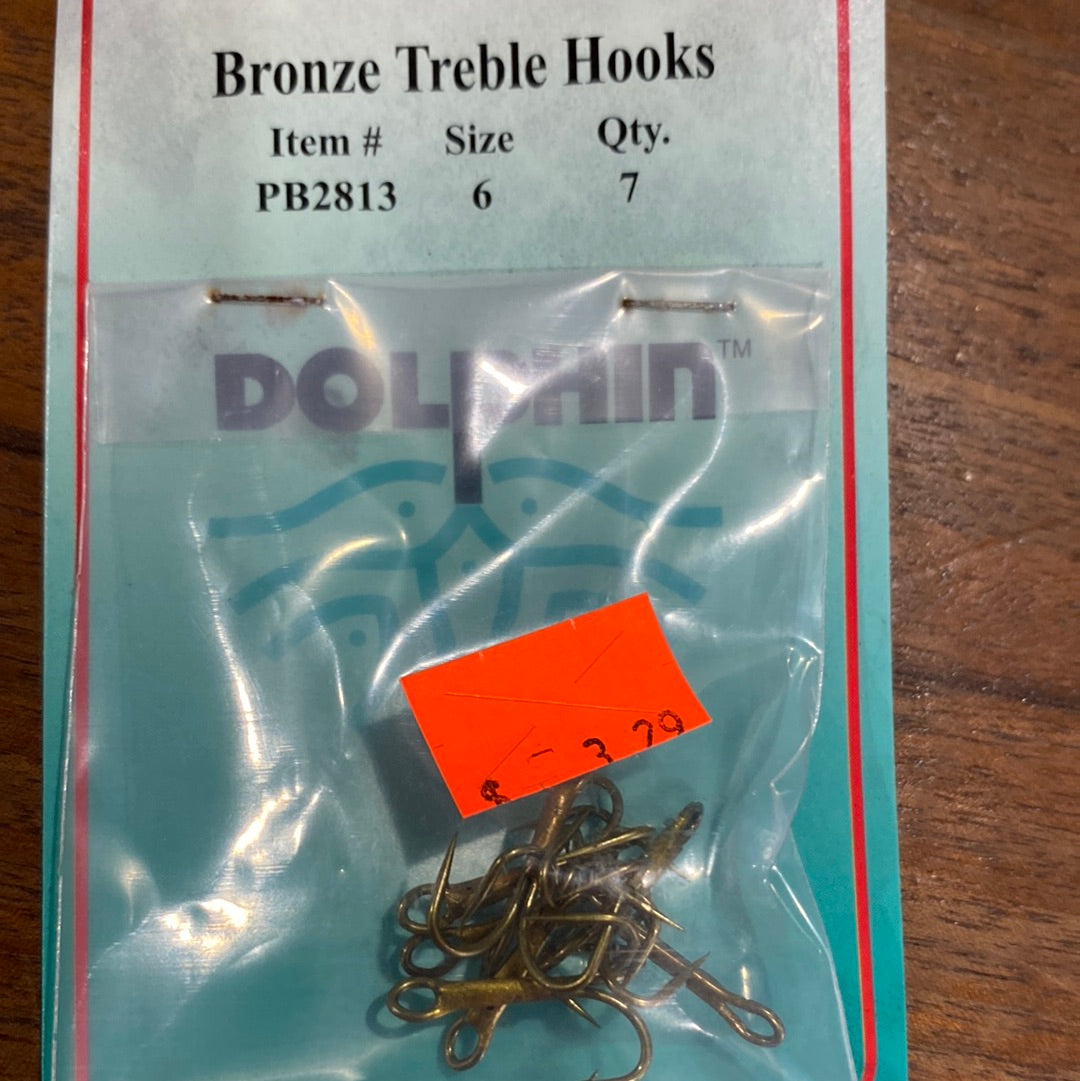 Bronze Treble Hooks
Item # Size Qty.
PB2813 6 7
DOLPHIN™
$ - 3 79